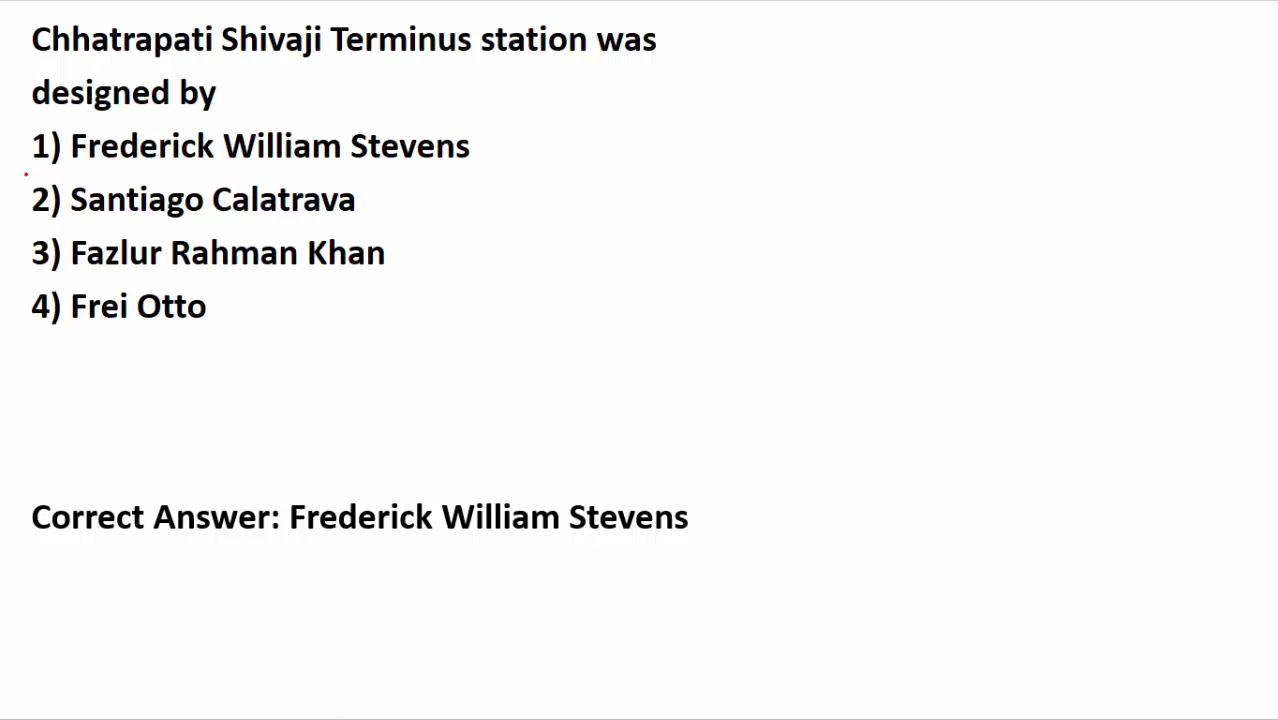 Chhatrapati Shivaji Terminus station was
designed by
1) Frederick William Stevens
2) Santiago Calatrava
3) Fazlur Rahman Khan
4) Frei Otto
Correct Answer: Frederick William Stevens